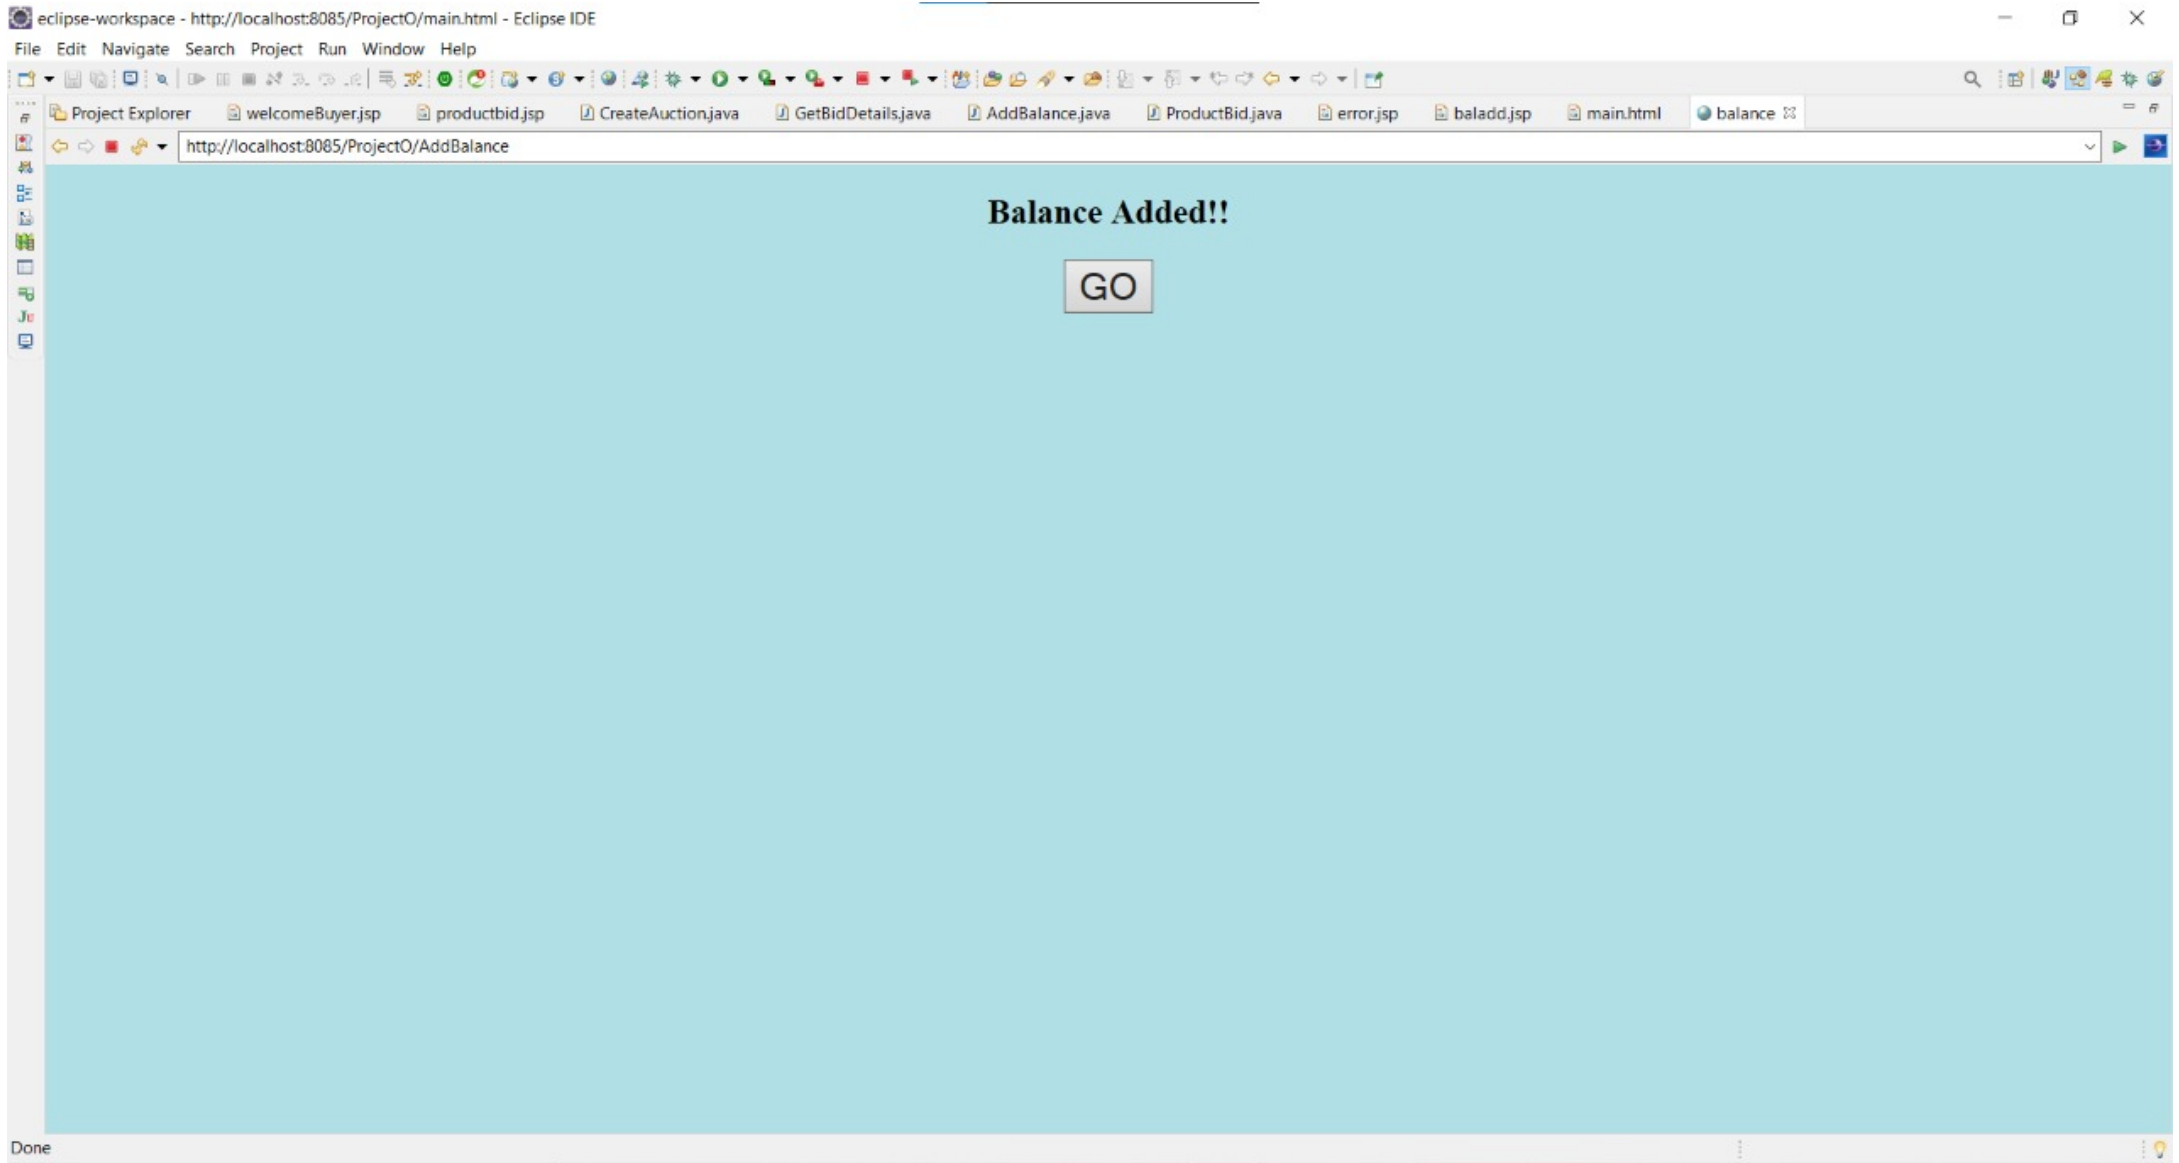 eclipse-workspace - http://localhost:8085/ProjectO/main.html - Eclipse IDE
File Edit Navigate Search Project Run Window Help
Project Explorer welcomeBuyer.jsp productbid.jsp CreateAuction.java GetBidDetails.java AddBalance.java ProductBid.java error.jsp baladd.jsp main.html balance
http://localhost:8085/ProjectO/AddBalance
Balance Added!!
GO
Ju
Done